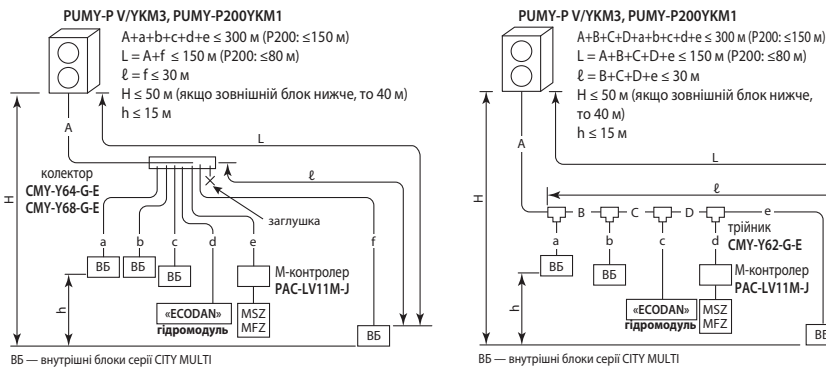 PUMY-P V/YKM3, PUMY-P200YKM1
A+a+b+c+d+e ≤ 300 м (P200: ≤150 м)
L = A+f ≤ 150 м (P200: ≤80 м)
ℓ = f ≤ 30 м
H ≤ 50 м (якщо зовнішній блок нижче, то 40 м)
h ≤ 15 м
A
L
H
колектор
CMY-Y64-G-E
CMY-Y68-G-E
ℓ
заглушка
a
b
c
d
e
f
ВБ
ВБ
ВБ
М-контролер
PAC-LV11M-J
h
«ECODAN»
гідромодуль
MSZ
MFZ
ВБ
ВБ — внутрішні блоки серії CITY MULTI
PUMY-P V/YKM3, PUMY-P200YKM1
A+B+C+D+a+b+c+d+e ≤ 300 м (P200: ≤150 м)
L = A+B+C+D+e ≤ 150 м (P200: ≤80 м)
ℓ = B+C+D+e ≤ 30 м
H ≤ 50 м (якщо зовнішній блок нижче,
то 40 м)
h ≤ 15 м
A
L
H
ℓ
B
C
D
e
трійник
CMY-Y62-G-E
a
b
c
d
ВБ
ВБ
М-контролер
PAC-LV11M-J
h
«ECODAN»
гідромодуль
MSZ
MFZ
ВБ — внутрішні блоки серії CITY MULTI